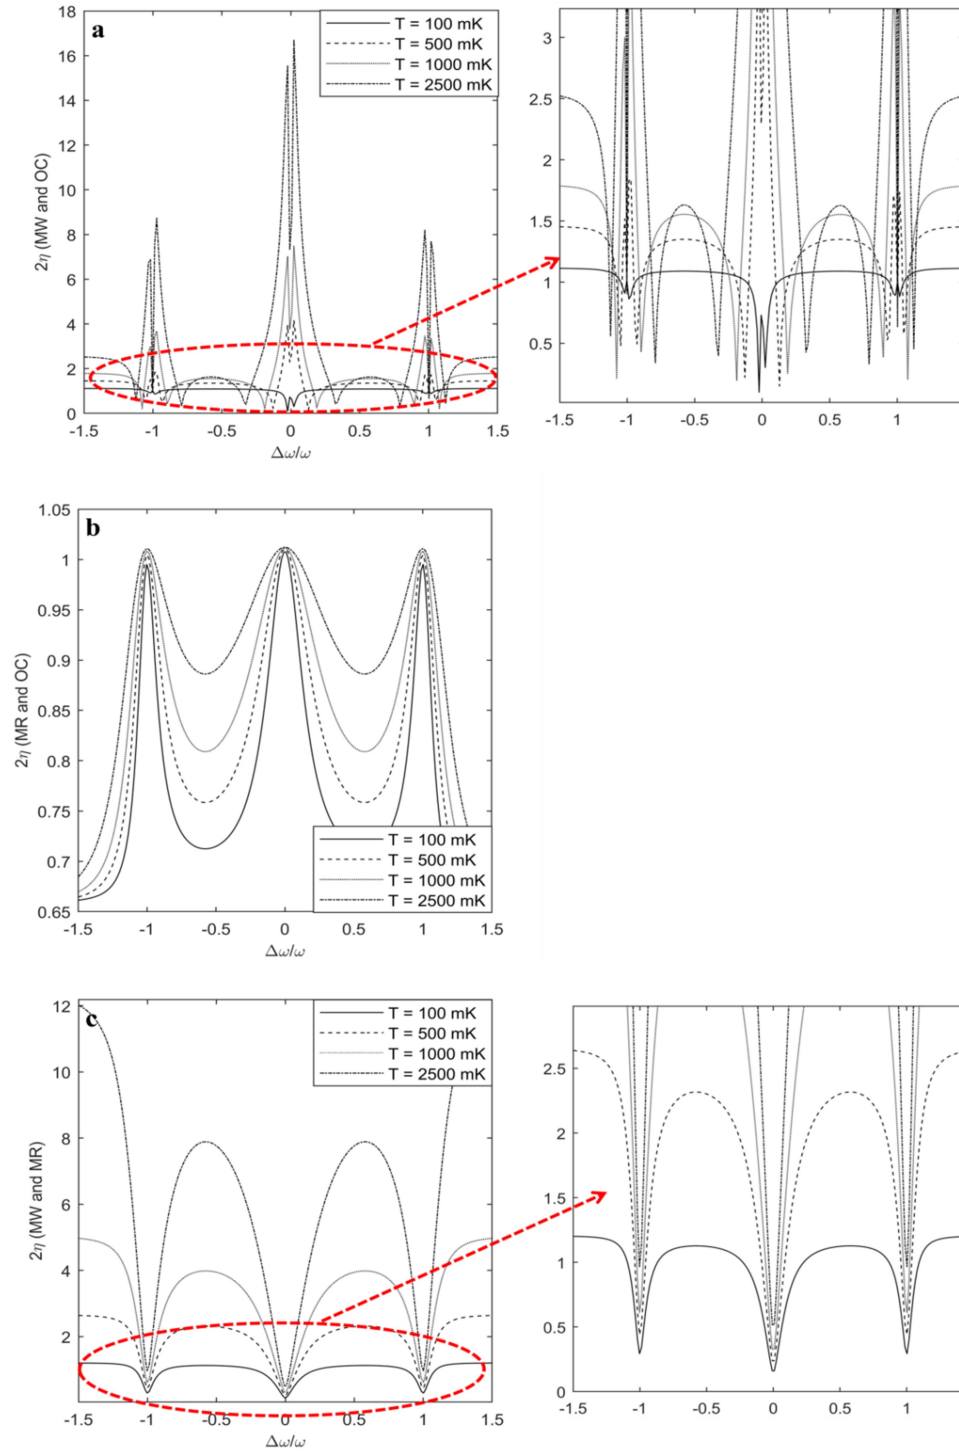 a
T = 100 mK
T = 500 mK
T = 1000 mK
T = 2500 mK
2η (MW and OC)
18
16
14
12
10
8
6
4
2
0
-1.5 -1 -0.5 0 0.5 1 1.5
Δω/ω
3
2.5
2
1.5
1
0.5
-1.5 -1 -0.5 0 0.5 1 1.5
b
2η (MR and OC)
1.05
1
0.95
0.9
0.85
0.8
0.75
0.7
0.65
T = 100 mK
T = 500 mK
T = 1000 mK
T = 2500 mK
-1.5 -1 -0.5 0 0.5 1 1.5
Δω/ω
c
T = 100 mK
T = 500 mK
T = 1000 mK
T = 2500 mK
2η (MW and MR)
12
10
8
6
4
2
-1.5 -1 -0.5 0 0.5 1 1.5
Δω/ω
2.5
2
1.5
1
0.5
0
-1.5 -1 -0.5 0 0.5 1 1.5